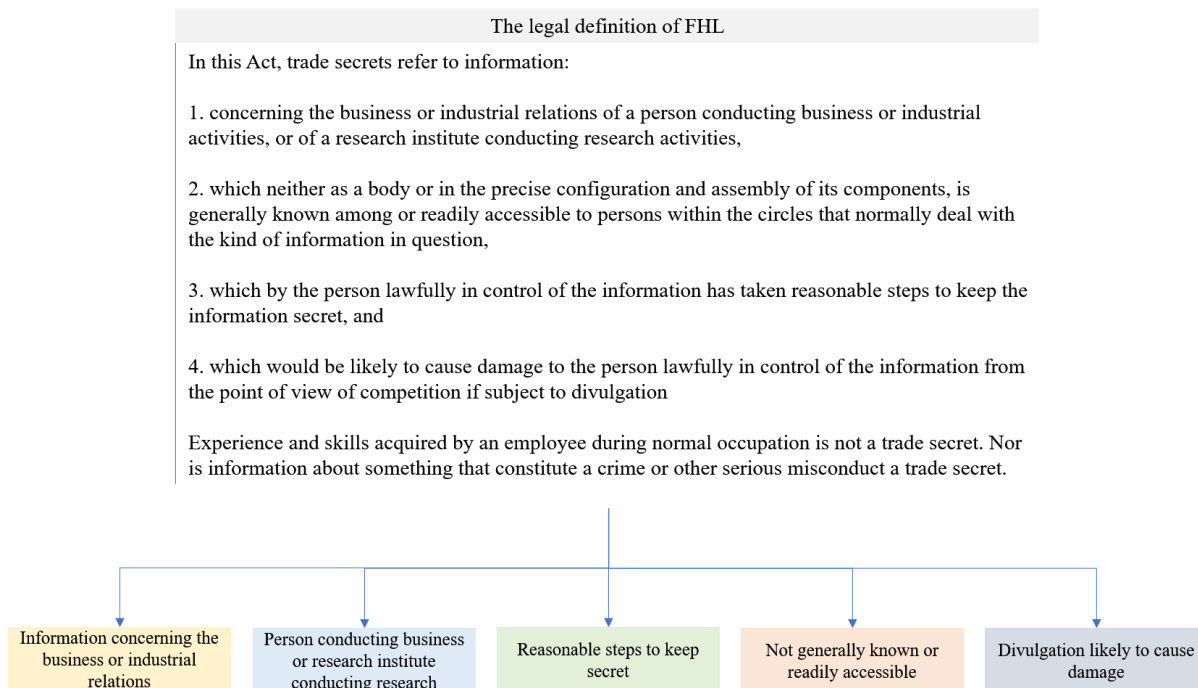 The legal definition of FHL
In this Act, trade secrets refer to information:
1. concerning the business or industrial relations of a person conducting business or industrial
activities, or of a research institute conducting research activities,
2. which neither as a body or in the precise configuration and assembly of its components, is
generally known among or readily accessible to persons within the circles that normally deal with
the kind of information in question,
3. which by the person lawfully in control of the information has taken reasonable steps to keep the
information secret, and
4. which would be likely to cause damage to the person lawfully in control of the information from
the point of view of competition if subject to divulgation
Experience and skills acquired by an employee during normal occupation is not a trade secret. Nor
is information about something that constitute a crime or other serious misconduct a trade secret.
Information concerning the
business or industrial
relations
Person conducting business
or research institute
conducting research
Reasonable steps to keep
secret
Not generally known or
readily accessible
Divulgation likely to cause
damage